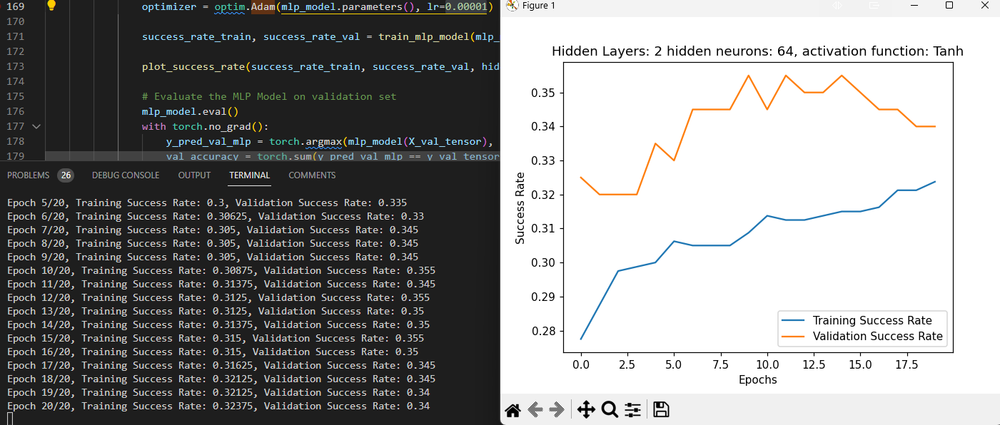 169 optimizer = optim.Adam(mlp_model.parameters(), lr=0.00001)
170
171 success_rate_train, success_rate_val = train_mlp_model(mlp_
172
173 plot_success_rate(success_rate_train, success_rate_val, hid
174
175 # Evaluate the MLP Model on validation set
176 mlp_model.eval()
177 with torch.no_grad():
178 y_pred_val_mlp = torch.argmax(mlp_model(X_val_tensor),
179 val_accuracy = torch.sum(y_pred_val_mlp == y_val_tensor
PROBLEMS 26 DEBUG CONSOLE OUTPUT TERMINAL COMMENTS
Epoch 5/20, Training Success Rate: 0.3, Validation Success Rate: 0.335
Epoch 6/20, Training Success Rate: 0.30625, Validation Success Rate: 0.33
Epoch 7/20, Training Success Rate: 0.305, Validation Success Rate: 0.345
Epoch 8/20, Training Success Rate: 0.305, Validation Success Rate: 0.345
Epoch 9/20, Training Success Rate: 0.305, Validation Success Rate: 0.345
Epoch 10/20, Training Success Rate: 0.30875, Validation Success Rate: 0.355
Epoch 11/20, Training Success Rate: 0.31375, Validation Success Rate: 0.345
Epoch 12/20, Training Success Rate: 0.3125, Validation Success Rate: 0.355
Epoch 13/20, Training Success Rate: 0.3125, Validation Success Rate: 0.35
Epoch 14/20, Training Success Rate: 0.31375, Validation Success Rate: 0.35
Epoch 15/20, Training Success Rate: 0.315, Validation Success Rate: 0.355
Epoch 16/20, Training Success Rate: 0.315, Validation Success Rate: 0.35
Epoch 17/20, Training Success Rate: 0.31625, Validation Success Rate: 0.345
Epoch 18/20, Training Success Rate: 0.32125, Validation Success Rate: 0.345
Epoch 19/20, Training Success Rate: 0.32125, Validation Success Rate: 0.34
Epoch 20/20, Training Success Rate: 0.32375, Validation Success Rate: 0.34
Figure 1
Hidden Layers: 2 hidden neurons: 64, activation function: Tanh
Success Rate
0.35
0.34
0.33
0.32
0.31
0.30
0.29
0.28
Training Success Rate
Validation Success Rate
0.0 2.5 5.0 7.5 10.0 12.5 15.0 17.5
Epochs